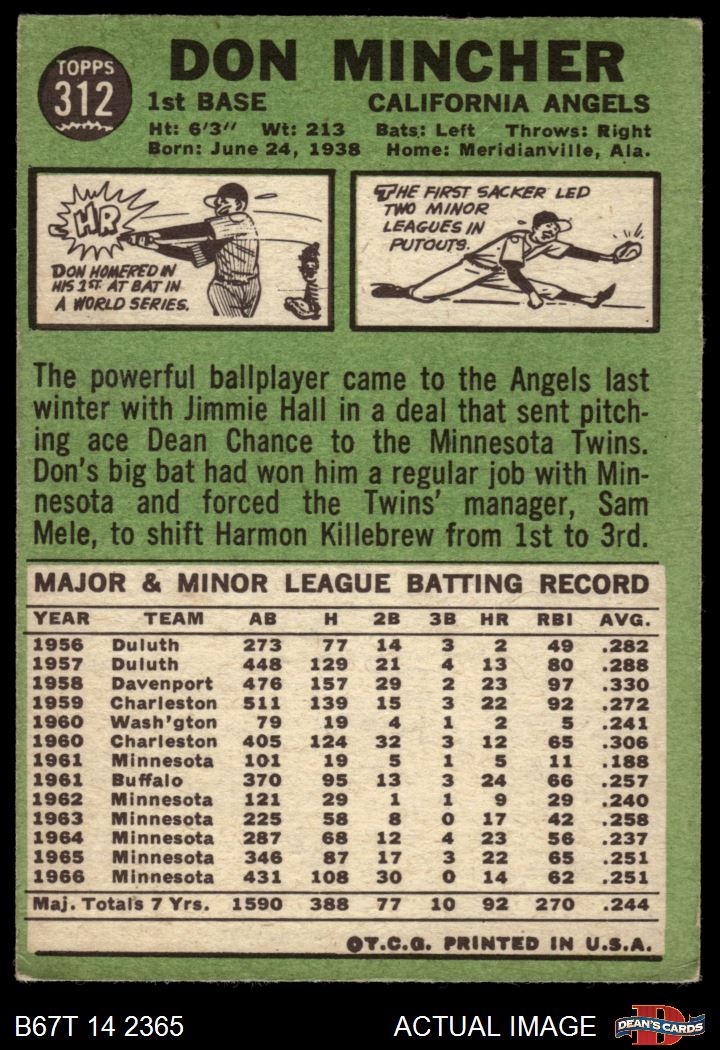 TOPPS
312
DON MINCHER
1st BASE CALIFORNIA ANGELS
Ht: 6'3" Wt: 213 Bats: Left Throws: Right
Born: June 24, 1938 Home: Meridianville, Ala.
HR
DON HOMERED IN
HIS 1ST. AT BAT IN
A WORLD SERIES.
THE FIRST SACKER LED
TWO MINOR
LEAGUES IN
PUTOUTS.
The powerful ballplayer came to the Angels last
winter with Jimmie Hall in a deal that sent pitch-
ing ace Dean Chance to the Minnesota Twins.
Don's big bat had won him a regular job with Min-
nesota and forced the Twins' manager, Sam
Mele, to shift Harmon Killebrew from 1st to 3rd.
MAJOR & MINOR LEAGUE BATTING RECORD
YEAR TEAM AB H 2B 3B HR RBI AVG.
1956 Duluth 273 77 14 3 2 49 .282
1957 Duluth 448 129 21 4 13 80 .288
1958 Davenport 476 157 29 2 23 97 .330
1959 Charleston 511 139 15 3 22 92 .272
1960 Wash'gton 79 19 4 1 2 5 .241
1960 Charleston 405 124 32 3 12 65 .306
1961 Minnesota 101 19 5 1 5 11 .188
1961 Buffalo 370 95 13 3 24 66 .257
1962 Minnesota 121 29 1 1 9 29 .240
1963 Minnesota 225 58 8 0 17 42 .258
1964 Minnesota 287 68 12 4 23 56 .237
1965 Minnesota 346 87 17 3 22 65 .251
1966 Minnesota 431 108 30 0 14 62 .251
Maj. Totals 7 Yrs. 1590 388 77 10 92 270 .244
©T.C.G. PRINTED IN U.S.A.
B67T 14 2365 ACTUAL IMAGE
DEAN'S CARDS